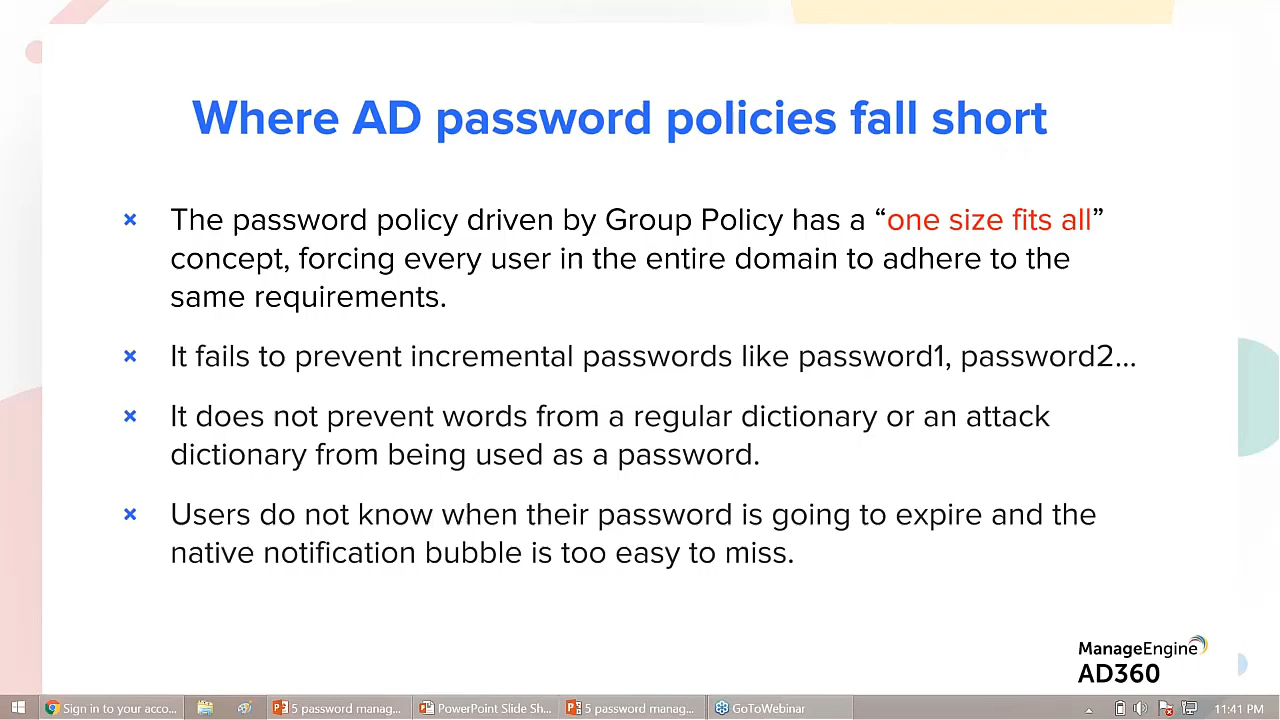 Where AD password policies fall short
× The password policy driven by Group Policy has a “one size fits all”
concept, forcing every user in the entire domain to adhere to the
same requirements.
× It fails to prevent incremental passwords like password1, password2...
× It does not prevent words from a regular dictionary or an attack
dictionary from being used as a password.
× Users do not know when their password is going to expire and the
native notification bubble is too easy to miss.
ManageEngine
AD360
Sign in to your acco... 5 password manag... PowerPoint Slide Sh... 5 password manag... GoToWebinar 11:41 PM